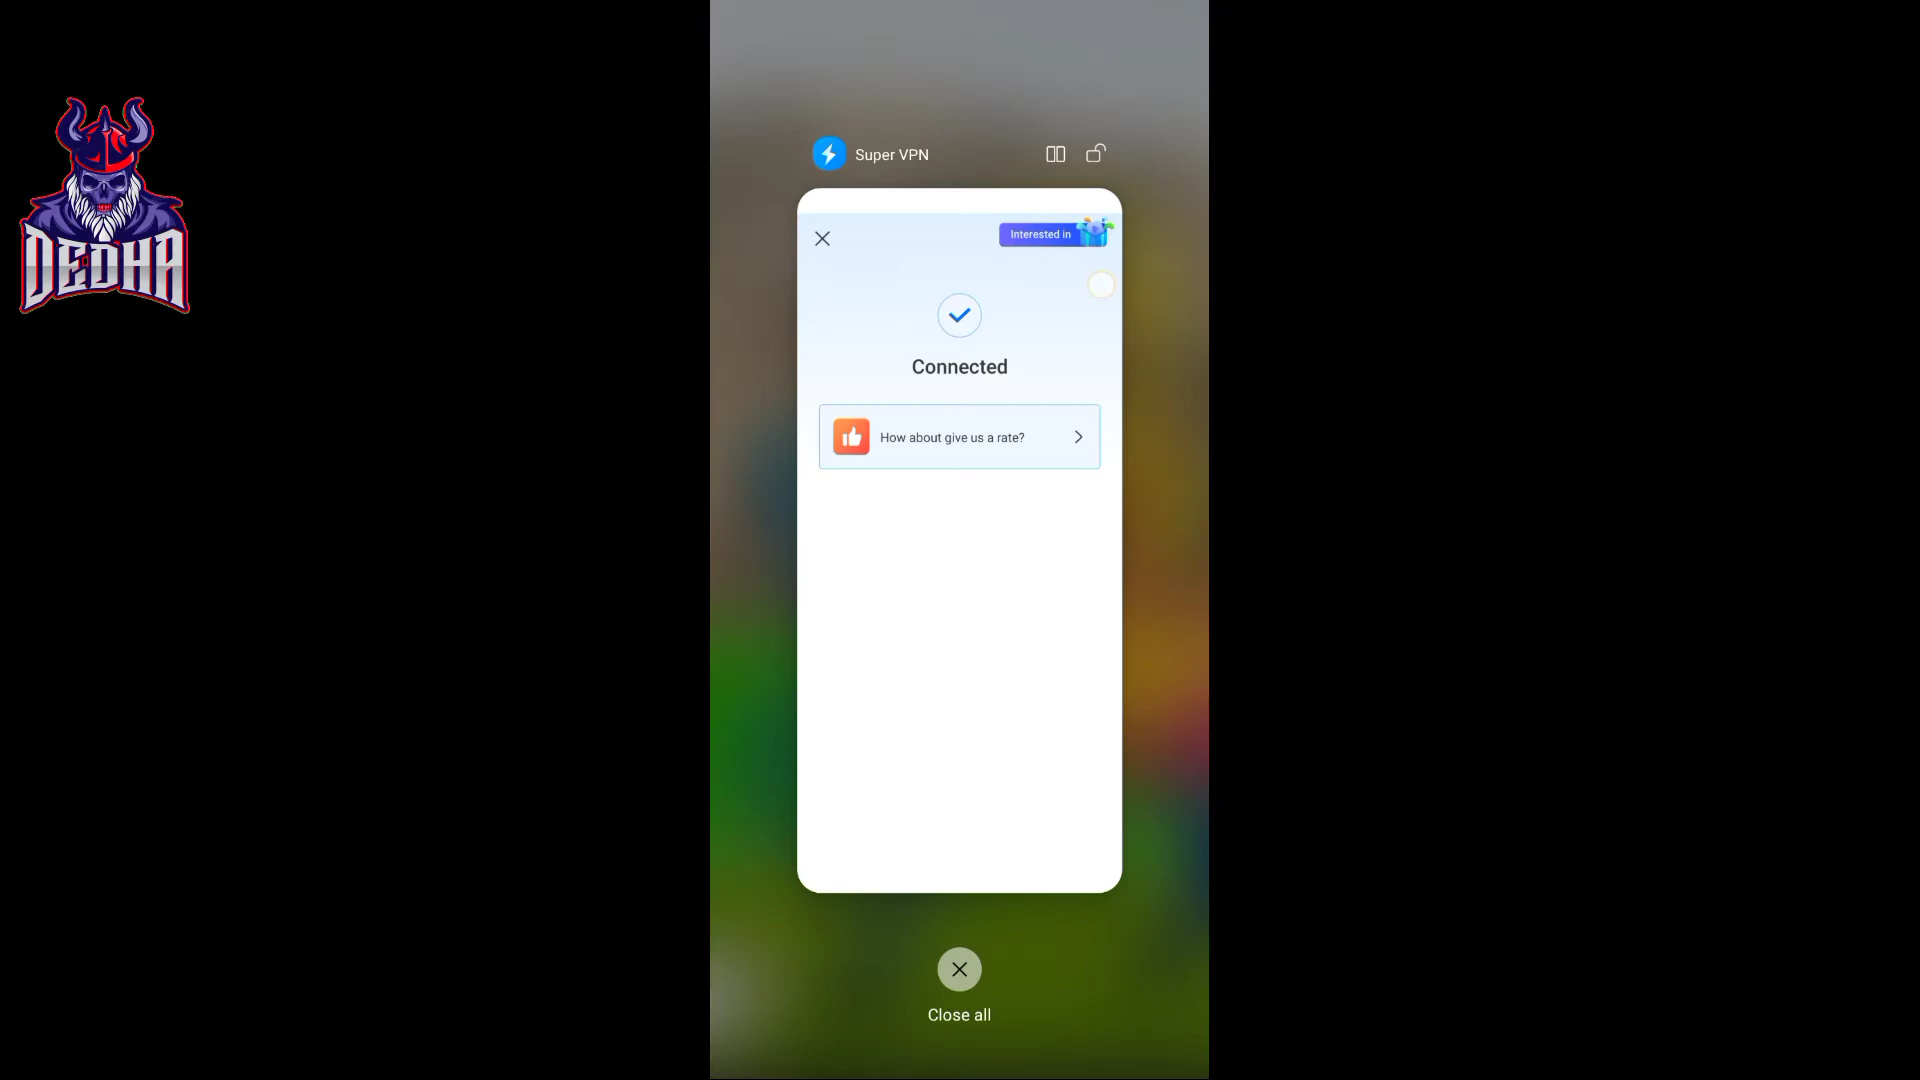 DEDHA
Super VPN
Interested in
Connected
How about give us a rate?
Close all